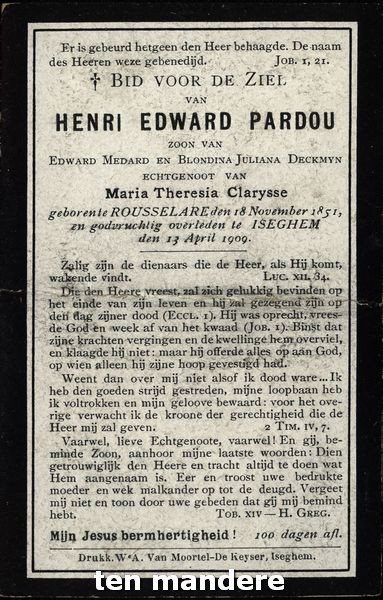 Er is gebeurd hetgeen den Heer behaagde. De naam
des Heeren weze gebenedijd. JOB. 1, 21.
† BID VOOR DE ZIEL
VAN
HENRI EDWARD PARDOU
ZOON VAN
EDWARD MEDARD EN BLONDINA JULIANA DECKMYN
ECHTGENOOT VAN
Maria Theresia Clarysse
geboren te ROUSSELARE den 18 November 1851,
en godvruchtig overleden te ISEGHEM
den 13 April 1909.
Zalig zijn de dienaars die de Heer, als Hij komt,
wakende vindt. LUC. XII. 34.
Die den Heere vreest, zal zich gelukkig bevinden op
het einde van zijn leven en hij zal gezegend zijn op
den dag zijner dood (ECCL. 1). Hij was oprecht, vrees-
de God en week af van het kwaad (JOB. 1). Binst dat
zijne krachten vergingen en de kwellinge hem overviel,
en klaagde hij niet: maar hij offerde alles op aan God,
op wien alleen hij zijne hoop gevestigd had.
Weent dan over mij niet alsof ik dood ware... Ik
heb den goeden strijd gestreden, mijne loopbaan heb
ik voltrokken en mijn geloove bewaard: voor het ove-
rige verwacht ik de kroone der gerechtigheid die de
Heer mij zal geven. 2 TIM. IV, 7.
Vaarwel, lieve Echtgenoote, vaarwel! En gij, be-
minde Zoon, aanhoor mijne laatste woorden: Dien
getrouwiglijk den Heere en tracht altijd te doen wat
Hem aangenaam is. Eer en troost uwe bedrukte
moeder en wek malkander op tot de deugd. Vergeet
mij niet en toon door uwe gebeden dat gij mij bemind
hebt. TOB. XIV — H. GREG.
Mijn Jesus bermhertigheid! 100 dagen afl.
Drukk. We A. Van Moortel-De Keyser, Iseghem.
ten mandere